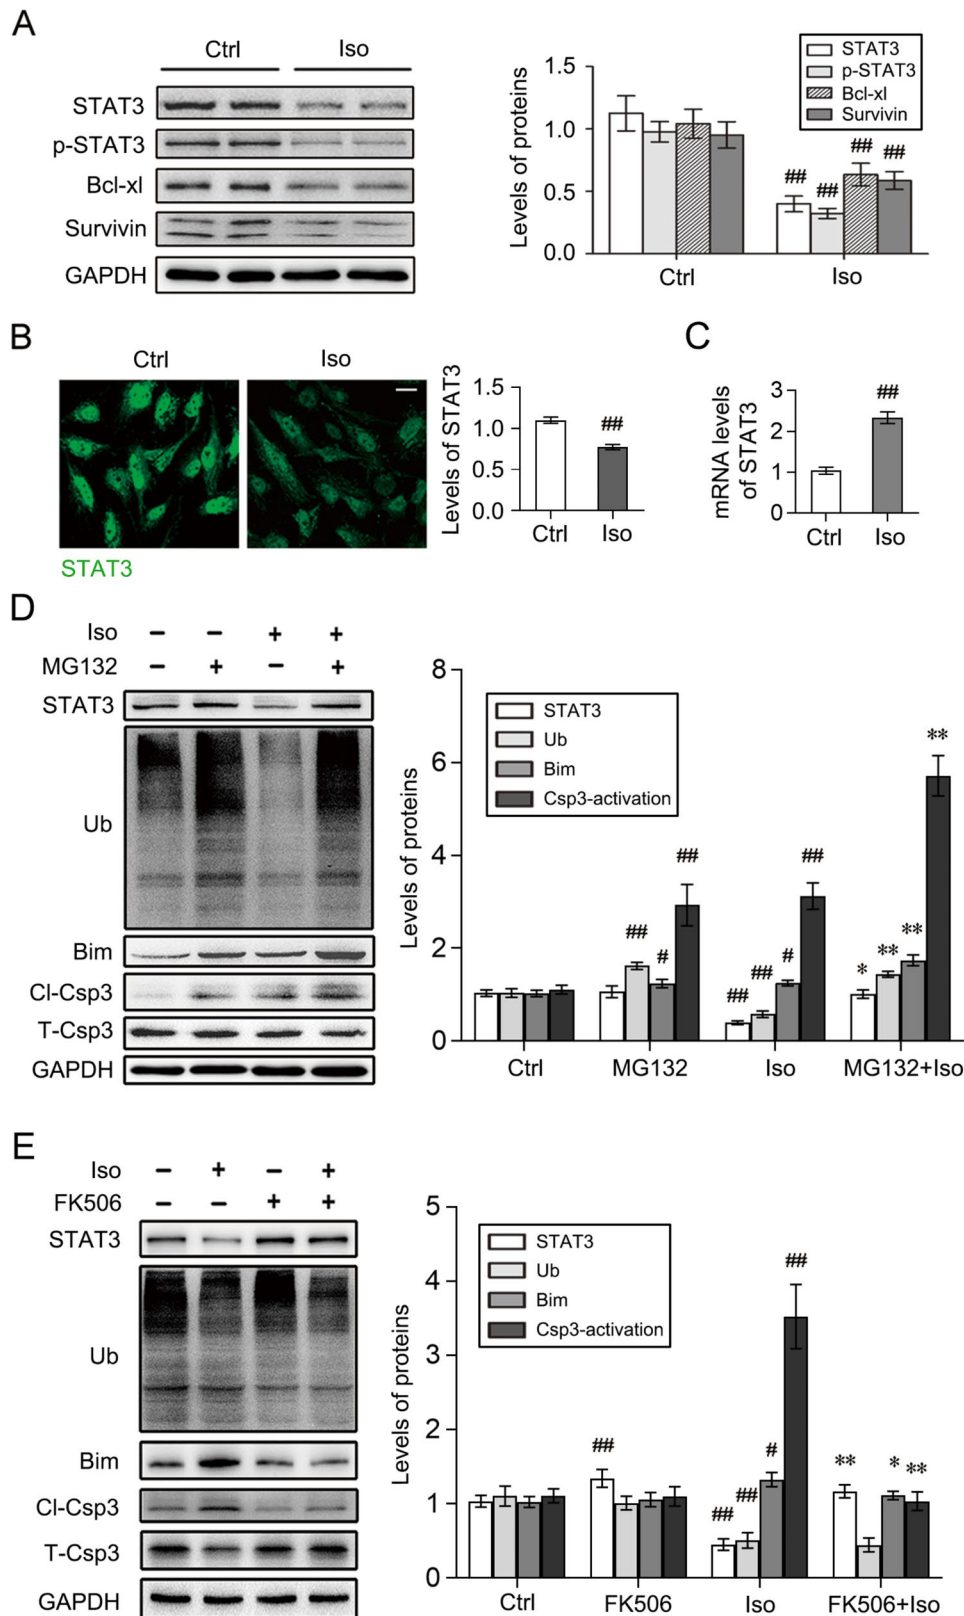 A
Ctrl Iso
STAT3
p-STAT3
Bcl-xl
Survivin
GAPDH
Levels of proteins
1.5
1.0
0.5
0.0
STAT3
p-STAT3
Bcl-xl
Survivin
## ## ## ##
Ctrl Iso
B
Ctrl Iso
STAT3
Levels of STAT3
1.5
1.0
0.5
0.0
##
Ctrl Iso
C
mRNA levels
of STAT3
3
2
1
0
##
Ctrl Iso
D
Iso − − + +
MG132 − + − +
STAT3
Ub
Bim
Cl-Csp3
T-Csp3
GAPDH
Levels of proteins
8
6
4
2
0
STAT3
Ub
Bim
Csp3-activation
## # ##
## ## # ##
* ** ** **
Ctrl MG132 Iso MG132+Iso
E
Iso − + − +
FK506 − − + +
STAT3
Ub
Bim
Cl-Csp3
T-Csp3
GAPDH
Levels of proteins
5
4
3
2
1
0
STAT3
Ub
Bim
Csp3-activation
##
## ## # ##
** * **
Ctrl FK506 Iso FK506+Iso